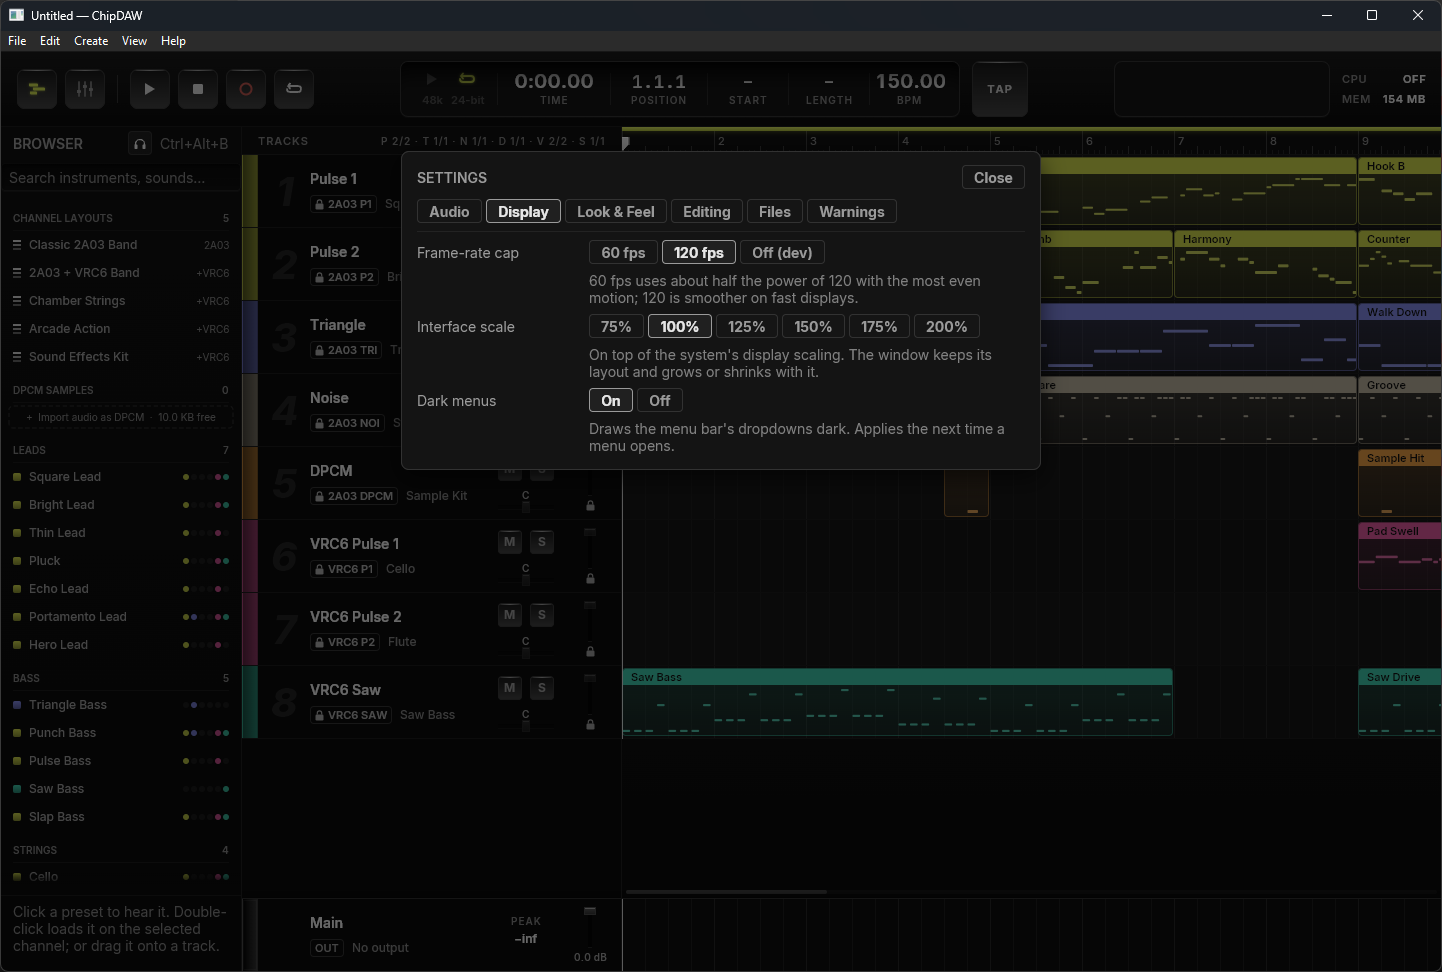 Untitled — ChipDAW
File Edit Create View Help
48k 24-bit
0:00.00
TIME
1.1.1
POSITION
–
START
–
LENGTH
150.00
BPM
TAP
CPU OFF
MEM 154 MB
BROWSER Ctrl+Alt+B
Search instruments, sounds...
CHANNEL LAYOUTS 5
Classic 2A03 Band 2A03
2A03 + VRC6 Band +VRC6
Chamber Strings +VRC6
Arcade Action +VRC6
Sound Effects Kit +VRC6
DPCM SAMPLES 0
+ Import audio as DPCM · 10.0 KB free
LEADS 7
Square Lead
Bright Lead
Thin Lead
Pluck
Echo Lead
Portamento Lead
Hero Lead
BASS 5
Triangle Bass
Punch Bass
Pulse Bass
Saw Bass
Slap Bass
STRINGS 4
Cello
Click a preset to hear it. Double-
click loads it on the selected
channel; or drag it onto a track.
TRACKS P 2/2 · T 1/1 · N 1/1 · D 1/1 · V 2/2 · S 1/1
2 3 4 5 6 7 8 9
1 Pulse 1
2A03 P1 Sq
2 Pulse 2
2A03 P2 Bri
3 Triangle
2A03 TRI Tr
4 Noise
2A03 NOI S
5 DPCM M S
2A03 DPCM Sample Kit C
6 VRC6 Pulse 1 M S
VRC6 P1 Cello C
7 VRC6 Pulse 2 M S
VRC6 P2 Flute C
8 VRC6 Saw M S
VRC6 SAW Saw Bass C
Hook B
nb
Harmony
Counter
Walk Down
are
Groove
Sample Hit
Pad Swell
Saw Bass
Saw Drive
SETTINGS Close
Audio Display Look & Feel Editing Files Warnings
Frame-rate cap 60 fps 120 fps Off (dev)
60 fps uses about half the power of 120 with the most even
motion; 120 is smoother on fast displays.
Interface scale 75% 100% 125% 150% 175% 200%
On top of the system's display scaling. The window keeps its
layout and grows or shrinks with it.
Dark menus On Off
Draws the menu bar's dropdowns dark. Applies the next time a
menu opens.
Main PEAK
–inf
OUT No output
0.0 dB